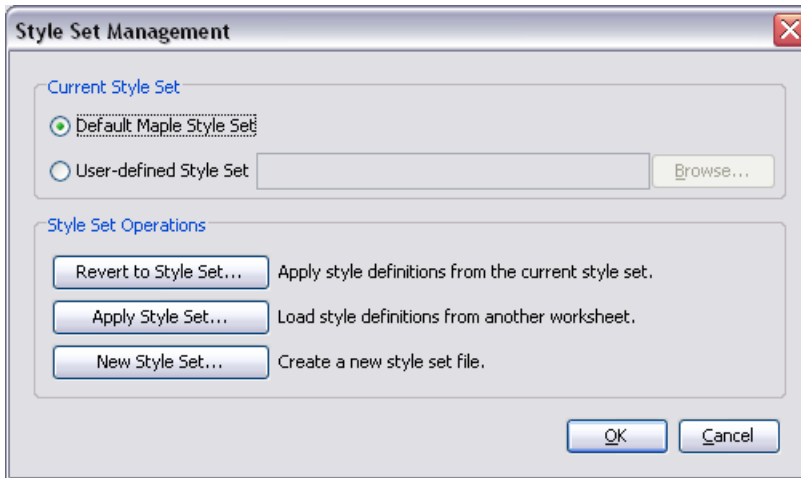 Style Set Management
Current Style Set
Default Maple Style Set
User-defined Style Set Browse...
Style Set Operations
Revert to Style Set... Apply style definitions from the current style set.
Apply Style Set... Load style definitions from another worksheet.
New Style Set... Create a new style set file.
OK Cancel